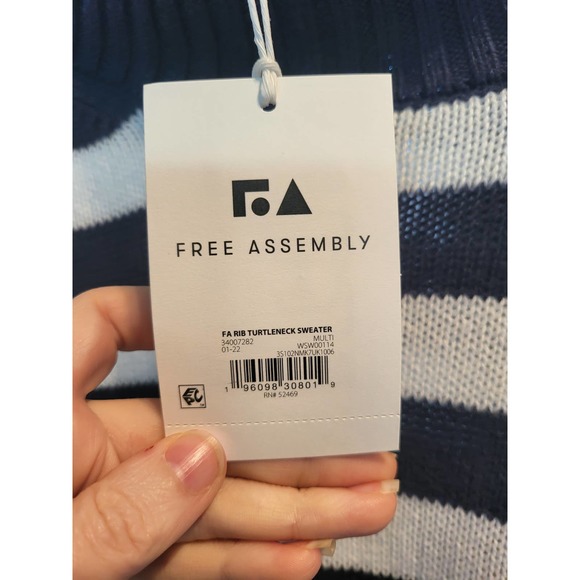 FREE ASSEMBLY
FA RIB TURTLENECK SWEATER
34007282 MULTI
01-22 WSW00114
35102NMK7UK1006
1 96098 30801 9
RN# 52469